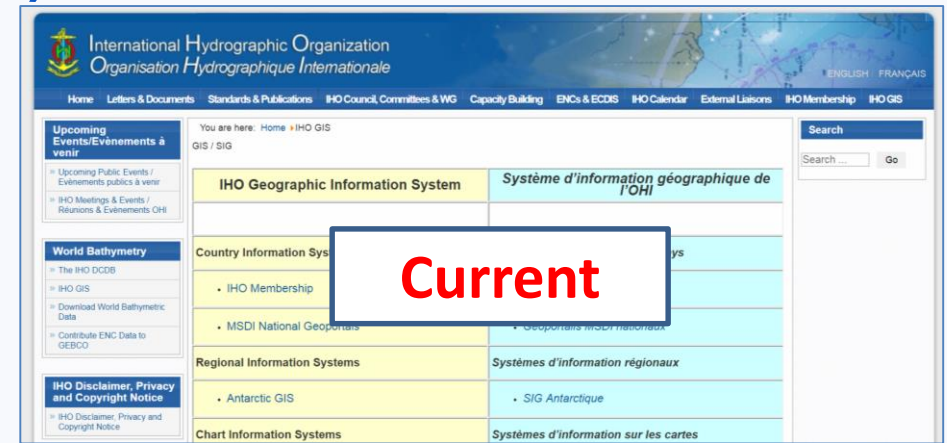 International Hydrographic Organization
Organisation Hydrographique Internationale
ENGLISH FRANÇAIS
Home Letters & Documents Standards & Publications IHO Council, Committees & WG Capacity Building ENCs & ECDIS IHO Calendar External Liaisons IHO Membership IHO GIS
Upcoming
Events/Evènements à
venir
» Upcoming Public Events /
Evènements publics à venir
» IHO Meetings & Events /
Réunions & Evènements OHI
World Bathymetry
» The IHO DCDB
» IHO GIS
» Download World Bathymetric
Data
» Contribute ENC Data to
GEBCO
IHO Disclaimer, Privacy
and Copyright Notice
» IHO Disclaimer, Privacy and
Copyright Notice
You are here: Home IHO GIS
GIS / SIG
IHO Geographic Information System
Système d'information géographique de
l'OHI
Country Information Sys
ys
• IHO Membership
• MSDI National Geoportals
• Géoportails MSDI nationaux
Regional Information Systems
Systèmes d'information régionaux
• Antarctic GIS
• SIG Antarctique
Chart Information Systems
Systèmes d'information sur les cartes
Current
Search
Search ... Go